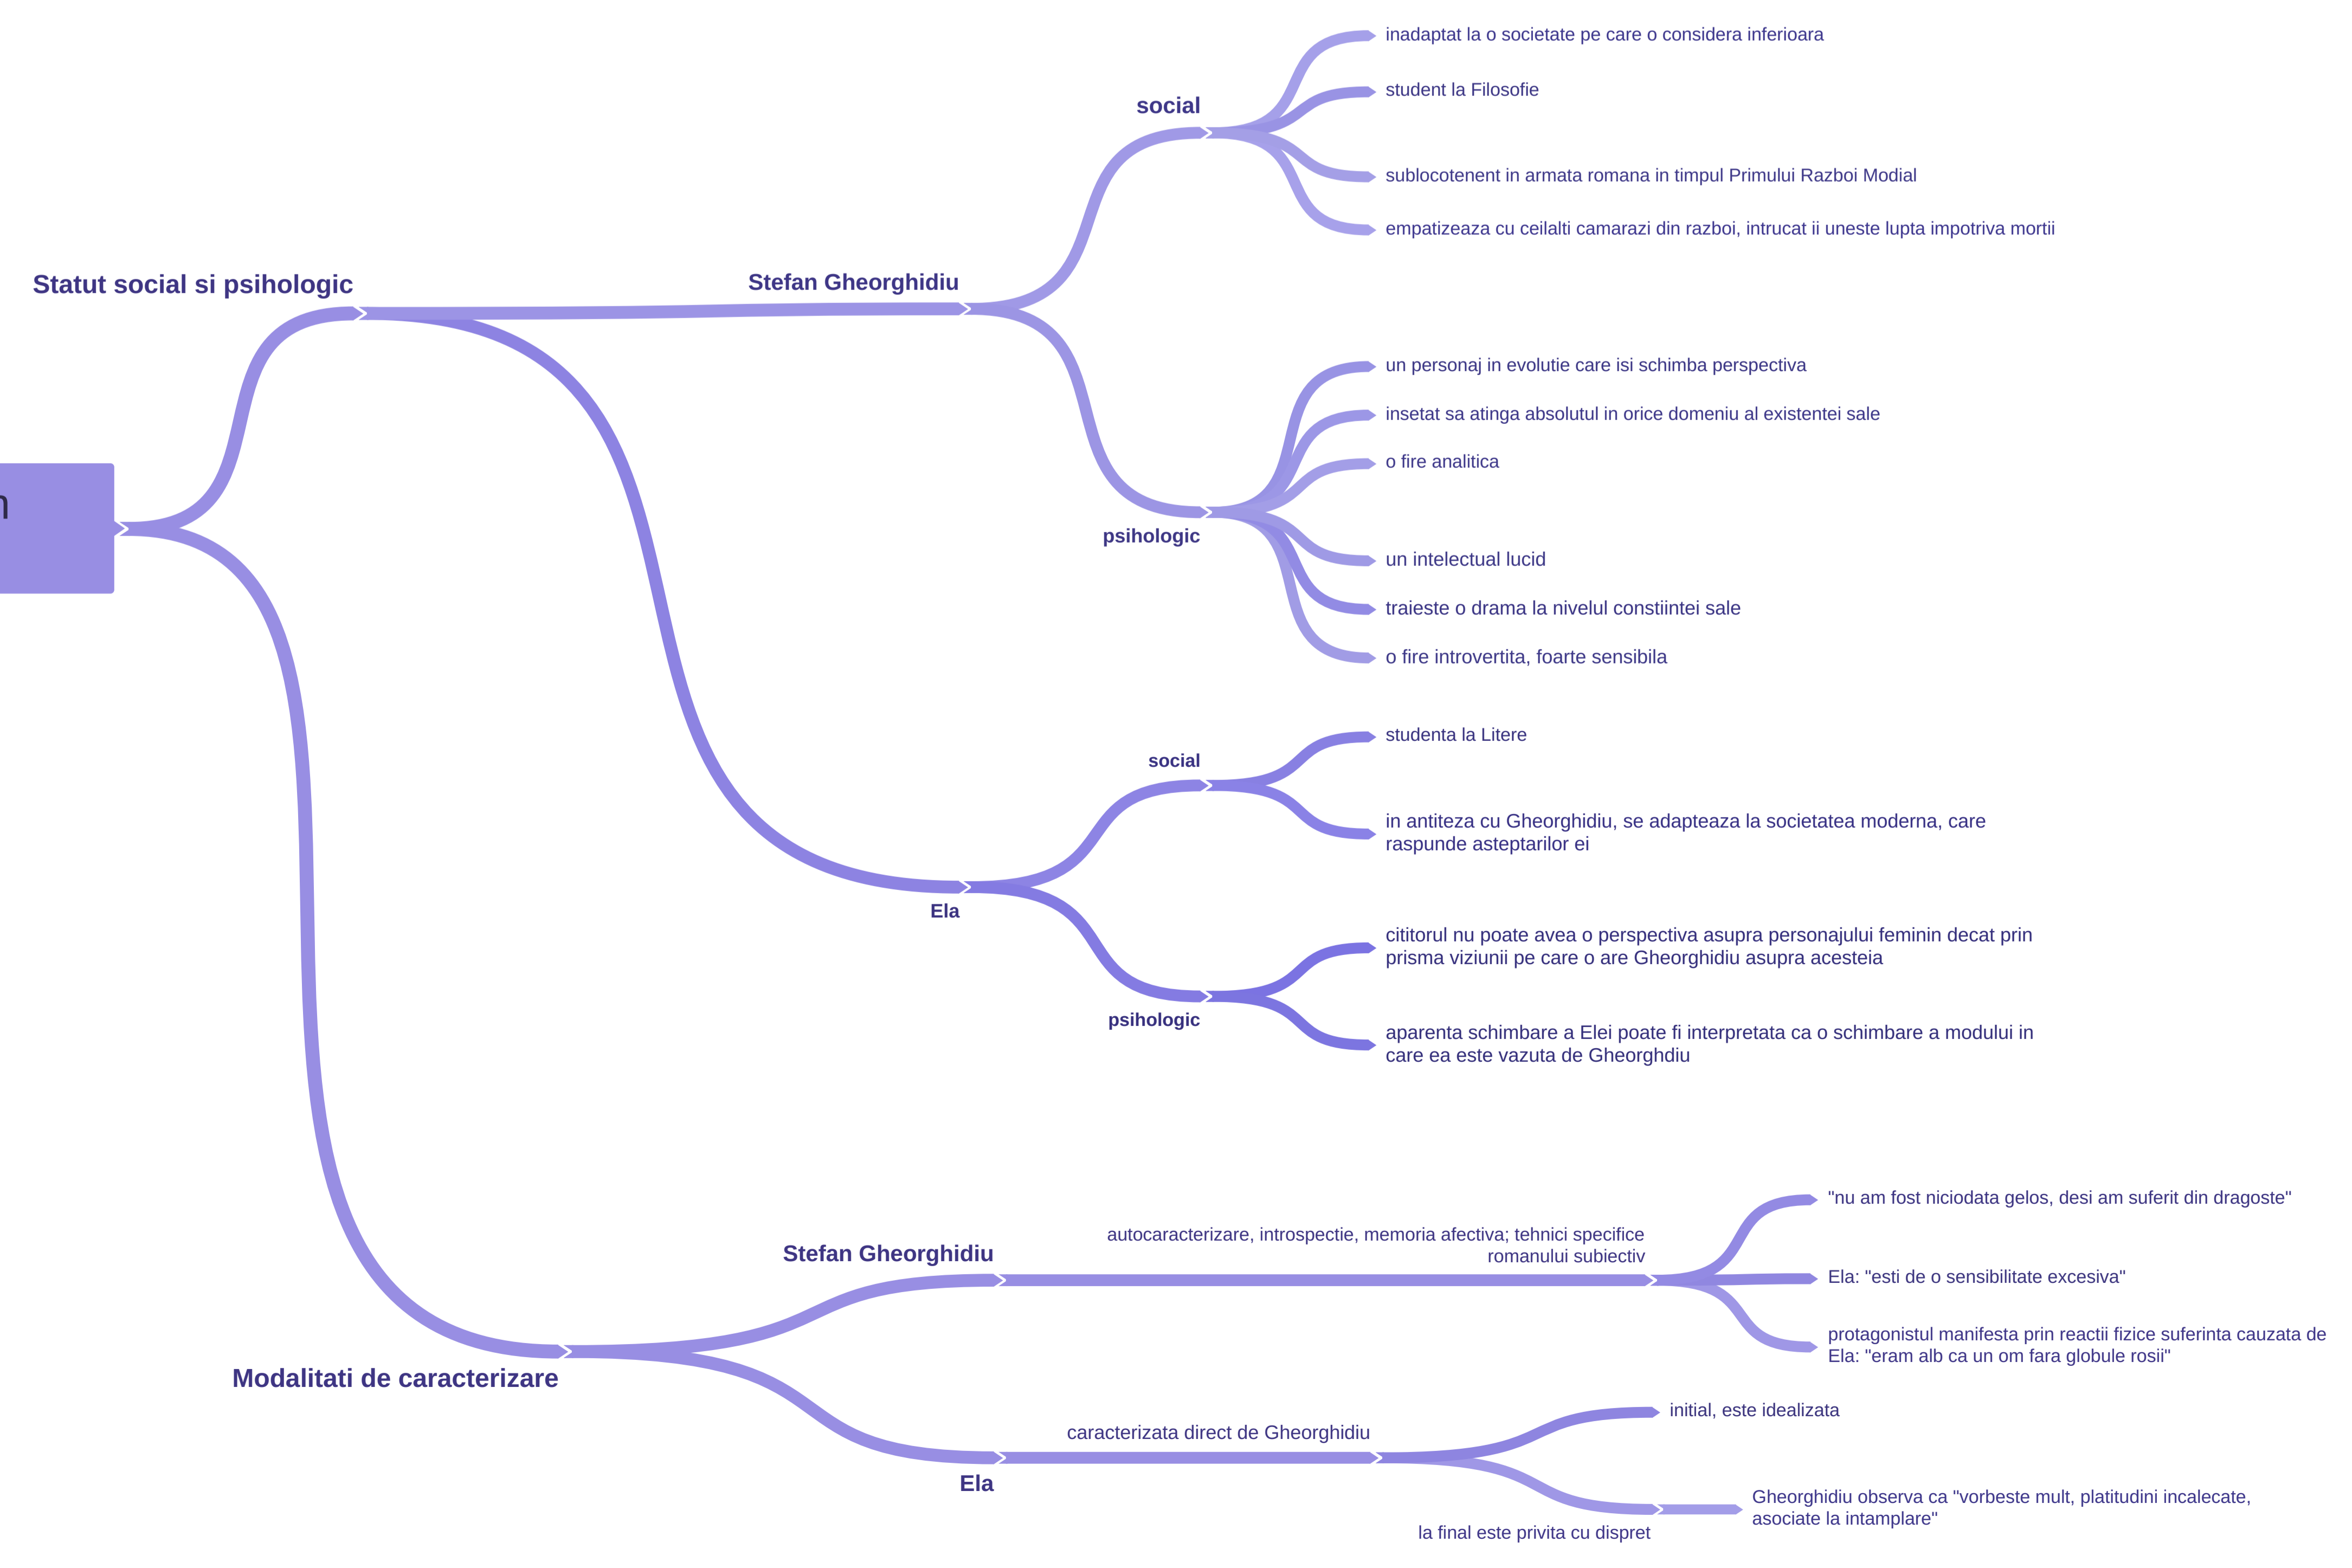 inadaptat la o societate pe care o considera inferioara
student la Filosofie
social
sublocotenent in armata romana in timpul Primului Razboi Modial
empatizeaza cu ceilalti camarazi din razboi, intrucat ii uneste lupta impotriva mortii
Statut social si psihologic
Stefan Gheorghidiu
un personaj in evolutie care isi schimba perspectiva
insetat sa atinga absolutul in orice domeniu al existentei sale
o fire analitica
psihologic
un intelectual lucid
traieste o drama la nivelul constiintei sale
o fire introvertita, foarte sensibila
studenta la Litere
social
in antiteza cu Gheorghidiu, se adapteaza la societatea moderna, care
raspunde asteptarilor ei
Ela
cititorul nu poate avea o perspectiva asupra personajului feminin decat prin
prisma viziunii pe care o are Gheorghidiu asupra acesteia
psihologic
aparenta schimbare a Elei poate fi interpretata ca o schimbare a modului in
care ea este vazuta de Gheorghdiu
"nu am fost niciodata gelos, desi am suferit din dragoste"
autocaracterizare, introspectie, memoria afectiva; tehnici specifice
romanului subiectiv
Stefan Gheorghidiu
Ela: "esti de o sensibilitate excesiva"
protagonistul manifesta prin reactii fizice suferinta cauzata de
Ela: "eram alb ca un om fara globule rosii"
Modalitati de caracterizare
initial, este idealizata
caracterizata direct de Gheorghidiu
Ela
Gheorghidiu observa ca "vorbeste mult, platitudini incalecate,
asociate la intamplare"
la final este privita cu dispret